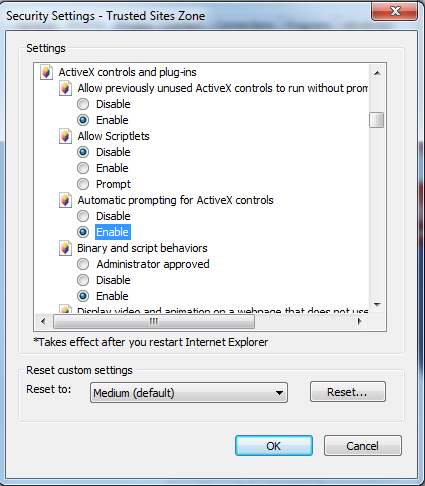 Security Settings - Trusted Sites Zone
Settings
ActiveX controls and plug-ins
Allow previously unused ActiveX controls to run without prom
Disable
Enable
Allow Scriptlets
Disable
Enable
Prompt
Automatic prompting for ActiveX controls
Disable
Enable
Binary and script behaviors
Administrator approved
Disable
Enable
Display video and animation on a webpage that does not use
*Takes effect after you restart Internet Explorer
Reset custom settings
Reset to:
Medium (default)
Reset...
OK
Cancel